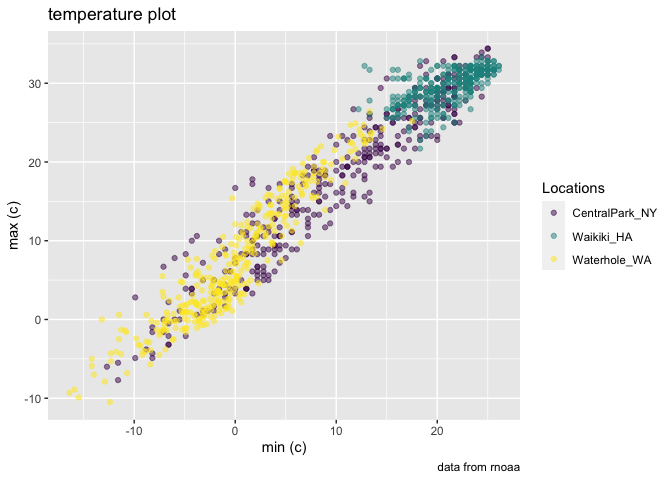 temperature plot
30
20
10
0
-10
max (c)
-10
0
10
20
min (c)
Locations
CentralPark_NY
Waikiki_HA
Waterhole_WA
data from rnoaa